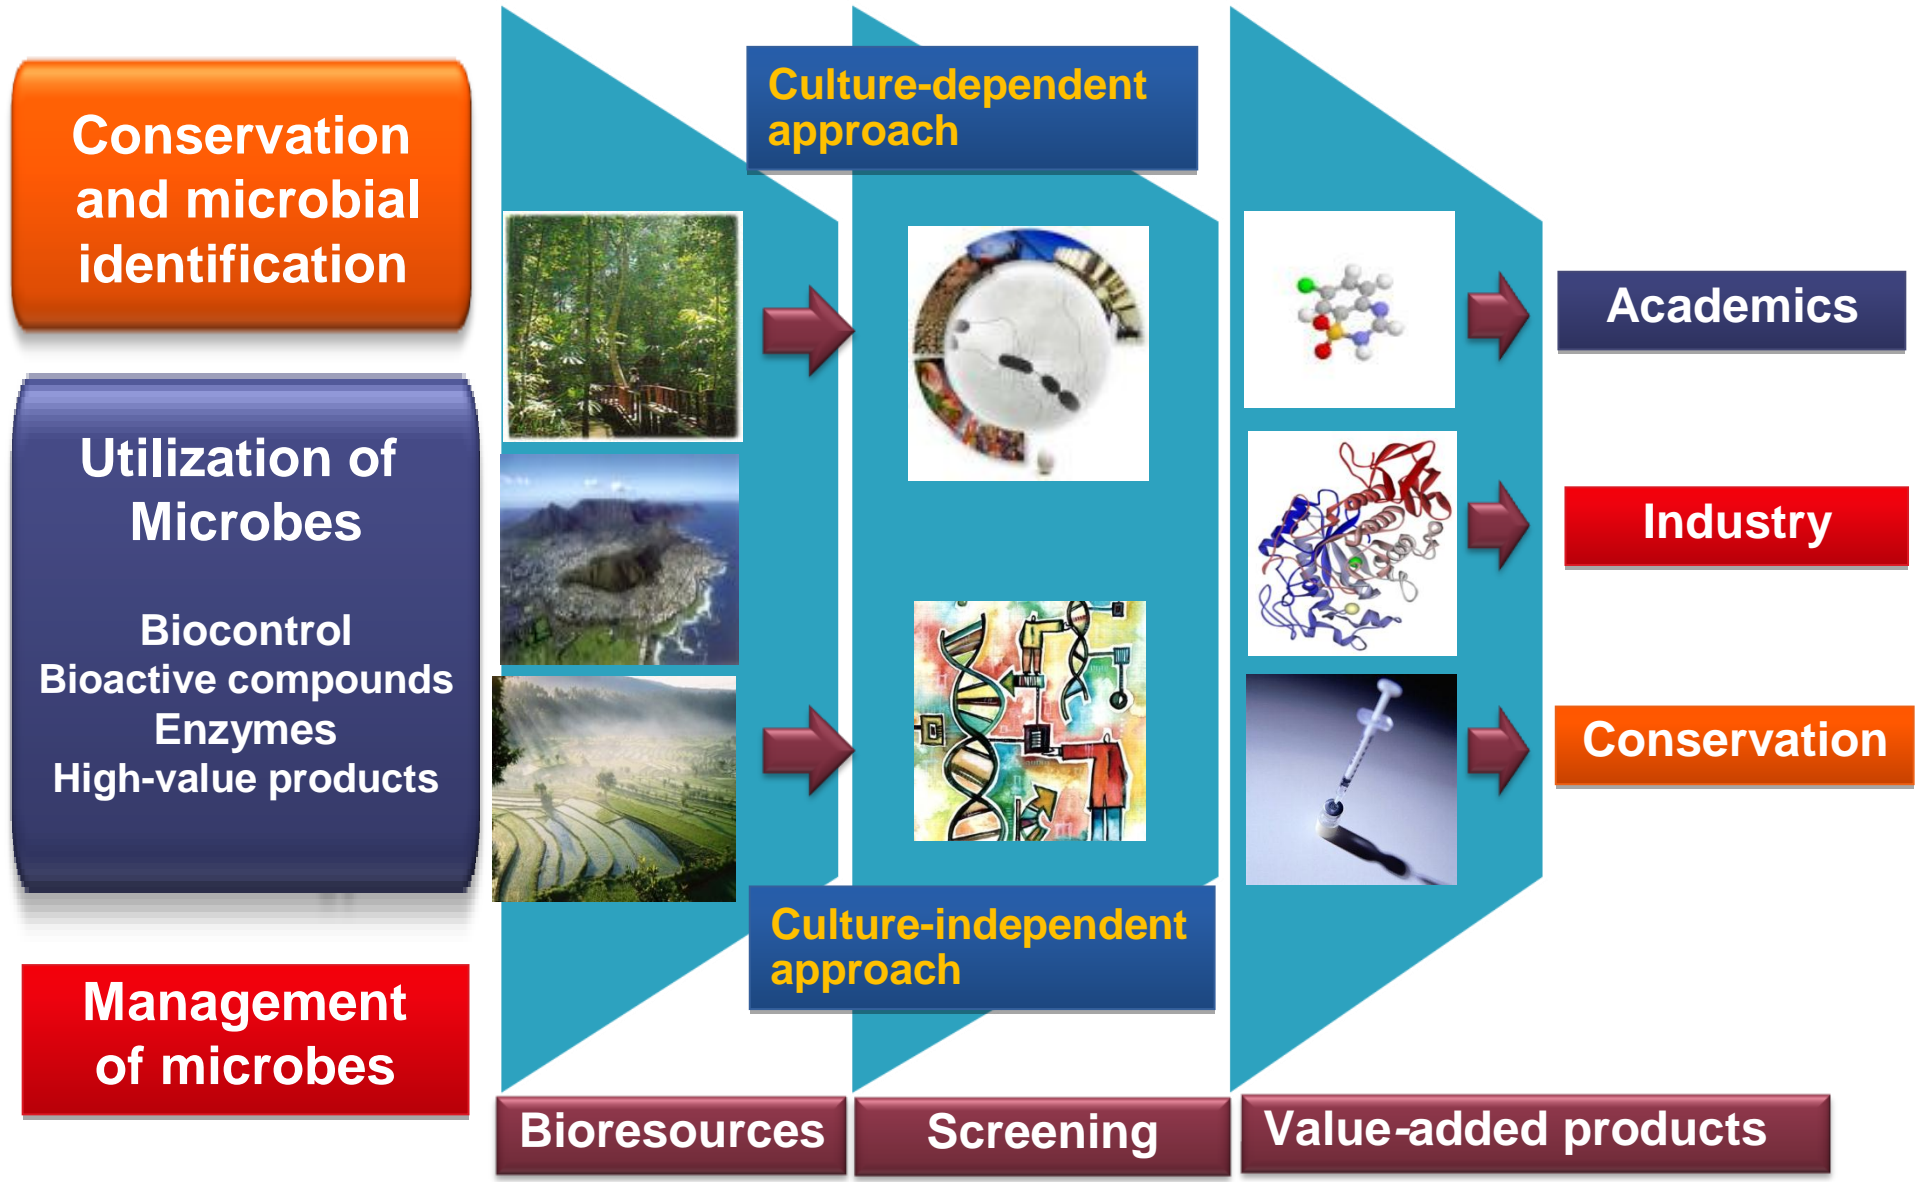 Conservation
and microbial
identification
Utilization of
Microbes
Biocontrol
Bioactive compounds
Enzymes
High-value products
Management
of microbes
Culture-dependent
approach
Culture-independent
approach
Academics
Industry
Conservation
Bioresources
Screening
Value-added products